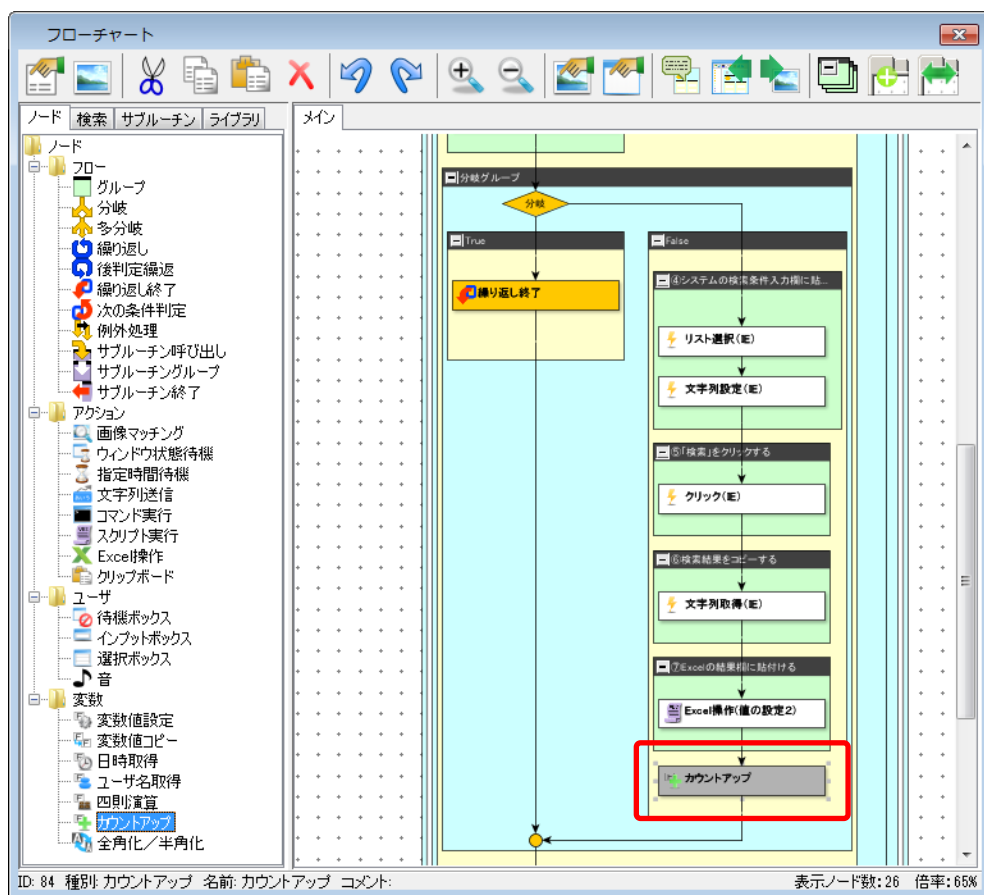 フローチャート
ノード 検索 サブルーチン ライブラリ
ノード
フロー
グループ
分岐
多分岐
繰り返し
後判定繰返
繰り返し終了
次の条件判定
例外処理
サブルーチン呼び出し
サブルーチングループ
サブルーチン終了
アクション
画像マッチング
ウィンドウ状態待機
指定時間待機
文字列送信
コマンド実行
スクリプト実行
Excel操作
クリップボード
ユーザ
待機ボックス
インプットボックス
選択ボックス
音
変数
変数値設定
変数値コピー
日時取得
ユーザ名取得
四則演算
カウントアップ
全角化/半角化
メイン
分岐グループ
分岐
True
繰り返し終了
False
④システムの検索条件入力欄に貼...
リスト選択(IE)
文字列設定(IE)
⑤「検索」をクリックする
クリック(IE)
⑥検索結果をコピーする
文字列取得(IE)
⑦Excelの結果欄に貼付ける
Excel操作(値の設定2)
カウントアップ
ID: 84 種別: カウントアップ 名前: カウントアップ コメント:
表示ノード数: 26 倍率: 65%